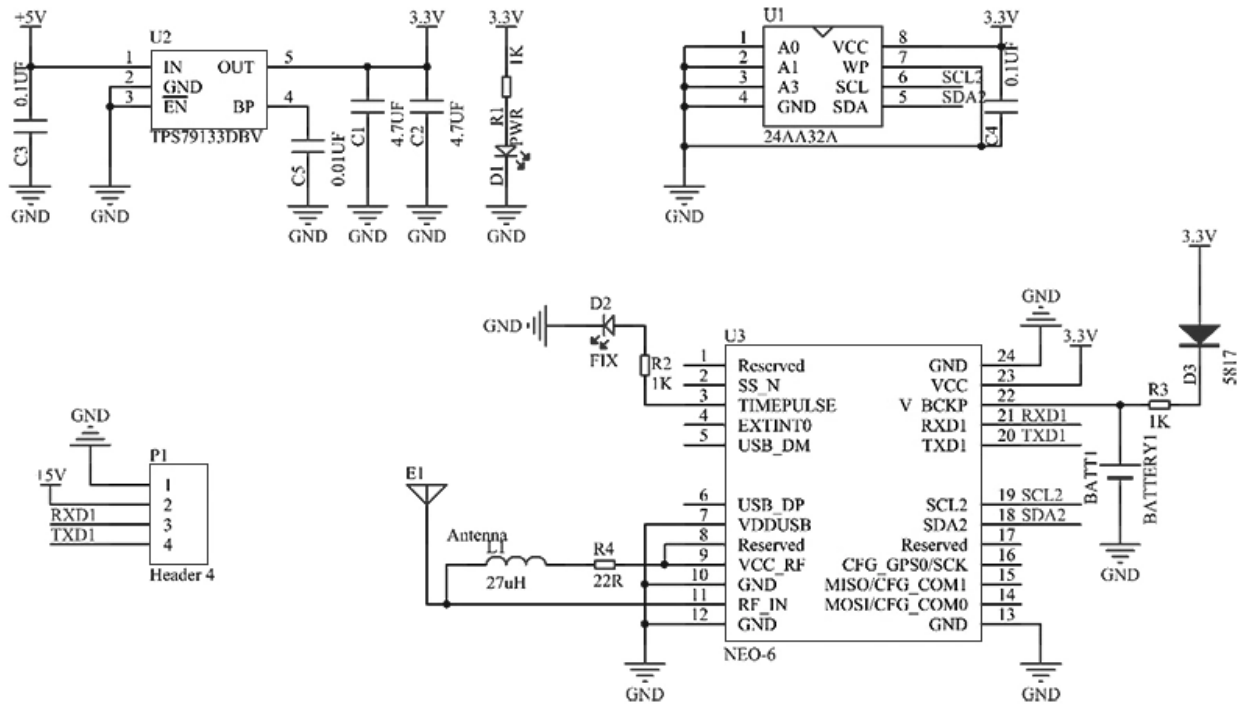 +5V
0.1UF
C3
GND
U2
1 IN OUT 5
2 GND
3 EN BP 4
TPS79133DBV
GND
C5
0.01UF
GND
C1
4.7UF
GND
3.3V
C2
4.7UF
GND
3.3V
1K
R1
PWR
D1
GND
U1
1 A0 VCC 8
2 A1 WP 7
3 A3 SCL 6 SCL2
4 GND SDA 5 SDA2
24AA32A
GND
3.3V
0.1UF
C4
3.3V
D3
5817
GND
D2
FIX
R2
1K
U3
GND
3.3V
1 Reserved GND 24
2 SS_N VCC 23
3 TIMEPULSE V_BCKP 22
4 EXTINT0 RXD1 21 RXD1
5 USB_DM TXD1 20 TXD1
6 USB_DP SCL2 19 SCL2
7 VDDUSB SDA2 18 SDA2
8 Reserved Reserved 17
9 VCC_RF CFG_GPS0/SCK 16
10 GND MISO/CFG_COM1 15
11 RF_IN MOSI/CFG_COM0 14
12 GND GND 13
NEO-6
GND
GND
R3
1K
BATT1
BATTERY1
GND
GND
P1
+5V
1
2
RXD1 3
TXD1 4
Header 4
E1
Antenna
L1
27uH
R4
22R